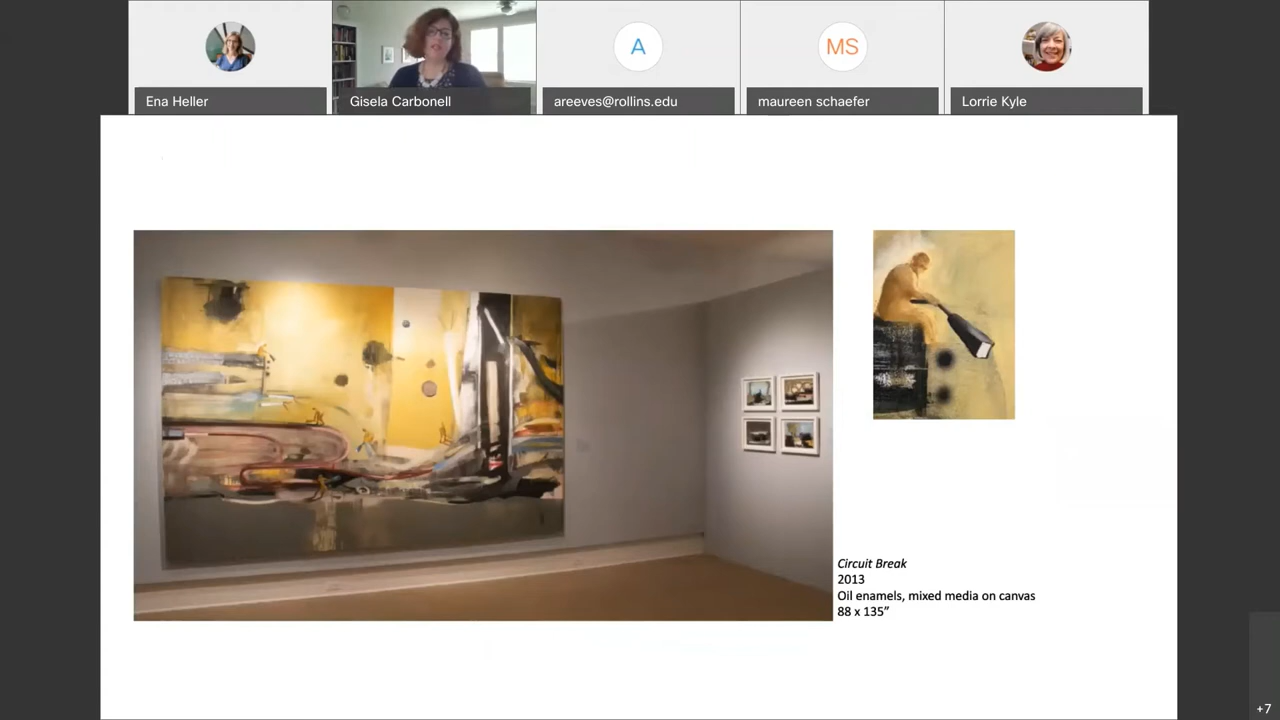 A
MS
Ena Heller
Gisela Carbonell
areeves@rollins.edu
maureen schaefer
Lorrie Kyle
Circuit Break
2013
Oil enamels, mixed media on canvas
88 x 135”
+7